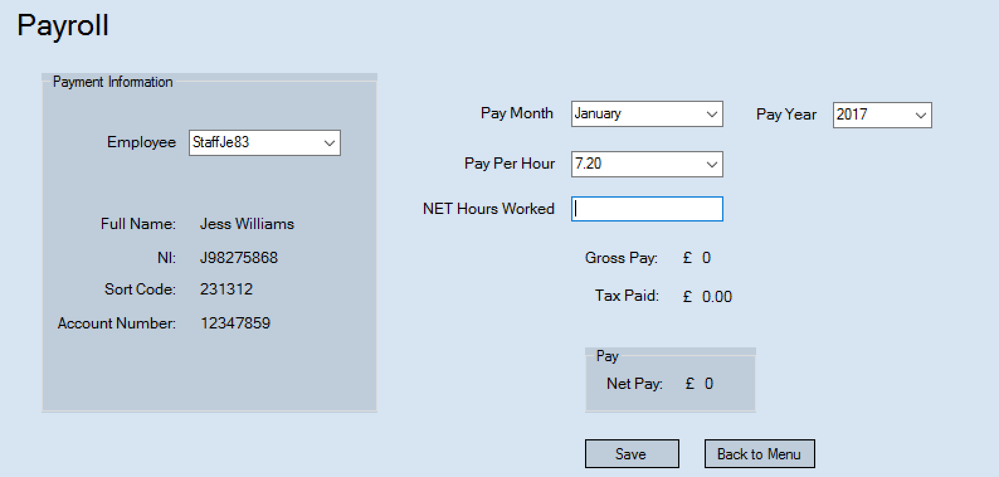 Payroll
Payment Information
Employee StaffJe83
Full Name: Jess Williams
NI: J98275868
Sort Code: 231312
Account Number: 12347859
Pay Month January Pay Year 2017
Pay Per Hour 7.20
NET Hours Worked
Gross Pay: £ 0
Tax Paid: £ 0.00
Pay
Net Pay: £ 0
Save Back to Menu